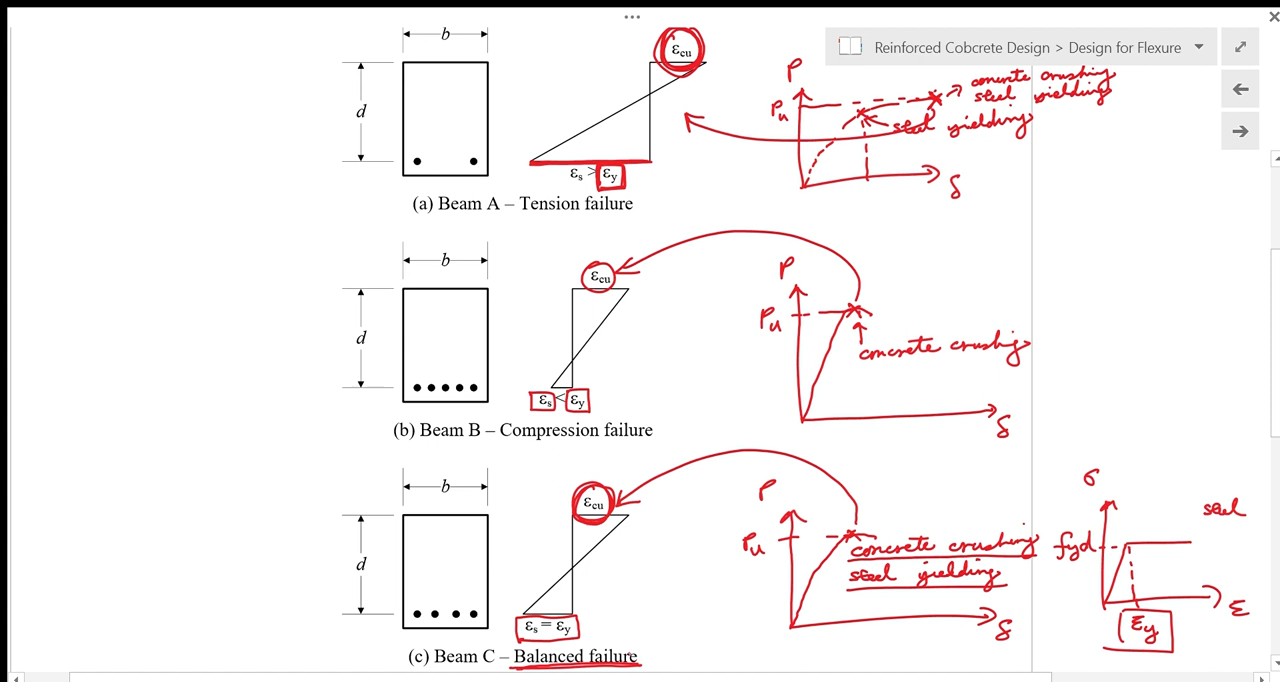 Reinforced Cobcrete Design > Design for Flexure
b
d
εcu
εs > εy
(a) Beam A – Tension failure
P
Pu
concrete crushing
steel yielding
steel yielding
δ
b
d
εcu
εs < εy
(b) Beam B – Compression failure
P
Pu
concrete crushing
δ
b
d
εcu
εs = εy
(c) Beam C – Balanced failure
P
Pu
concrete crushing
steel yielding
δ
σ
steel
fyd
εy
ε